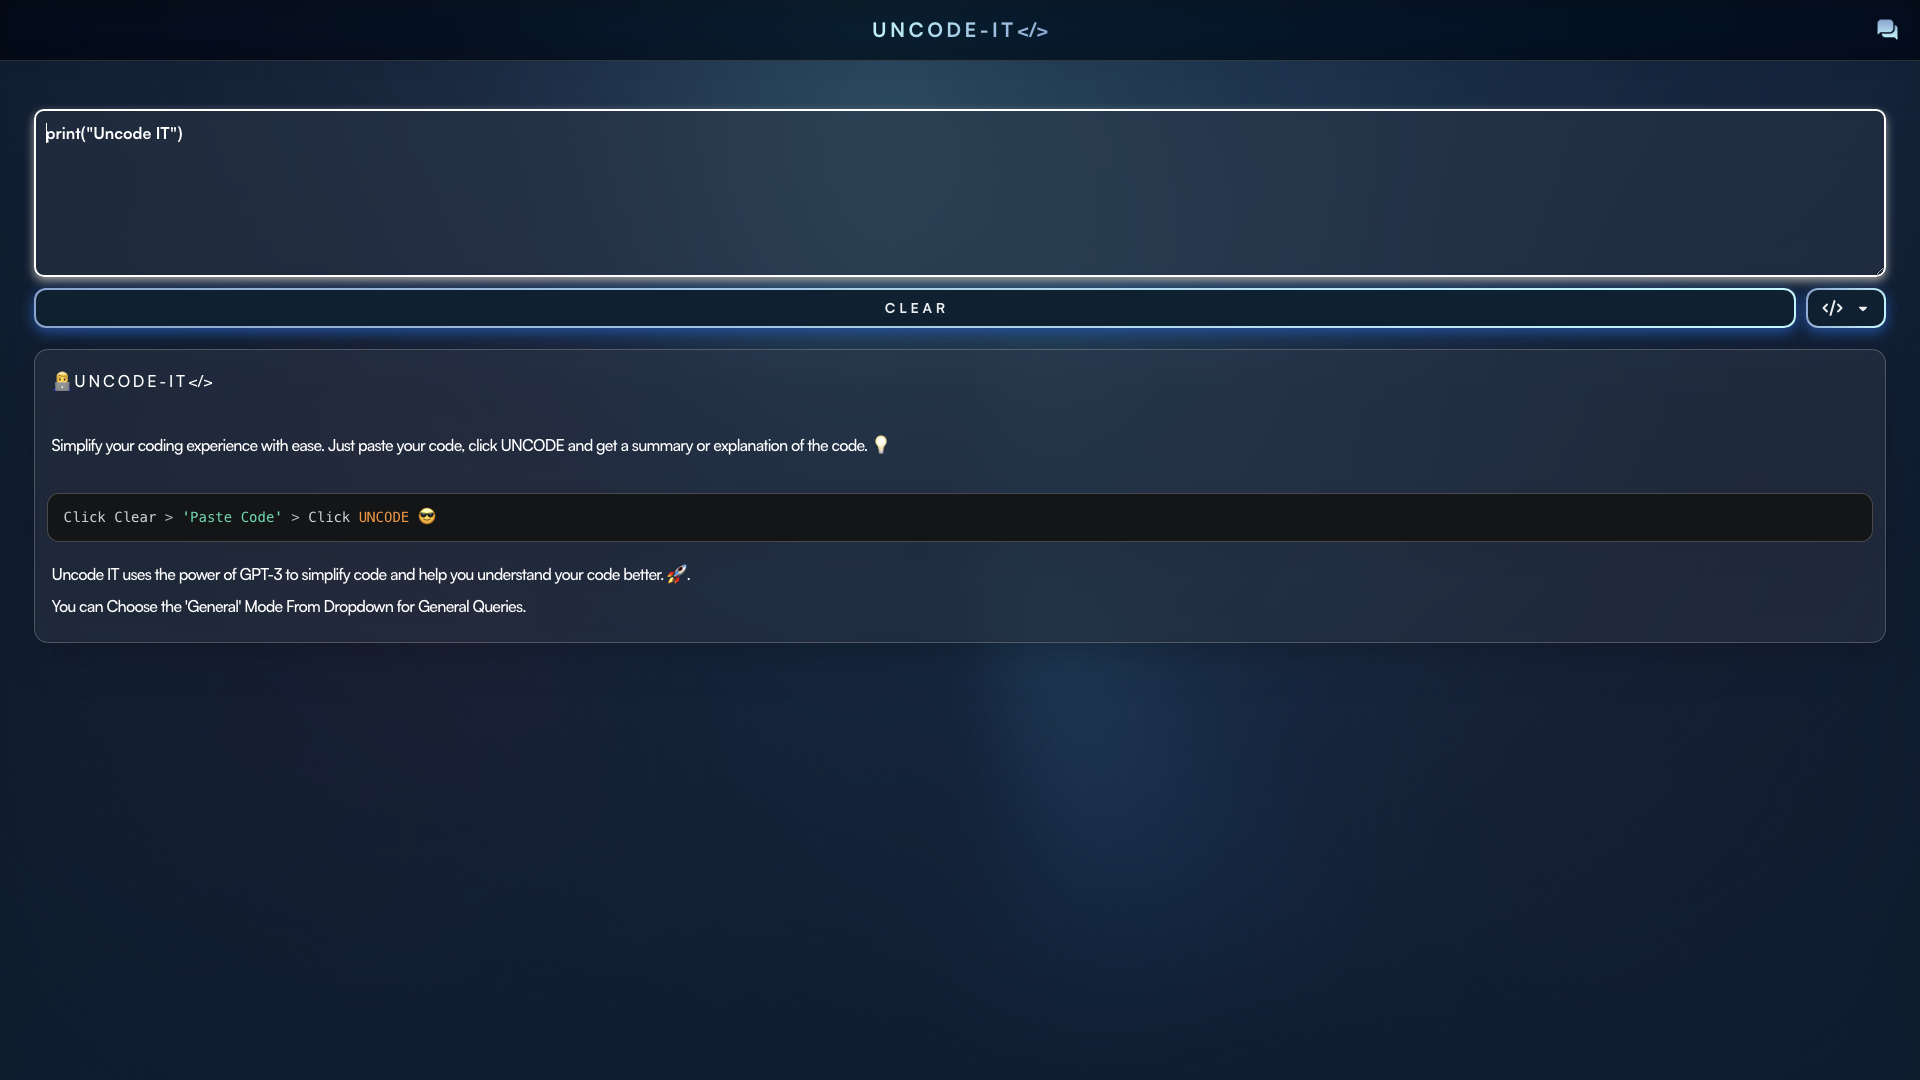 UNCODE-IT</>
print("Uncode IT")
CLEAR
</>
👨‍💻UNCODE-IT</>
Simplify your coding experience with ease. Just paste your code, click UNCODE and get a summary or explanation of the code. 💡
Click Clear > 'Paste Code' > Click UNCODE 😎
Uncode IT uses the power of GPT-3 to simplify code and help you understand your code better. 🚀.
You can Choose the 'General' Mode From Dropdown for General Queries.